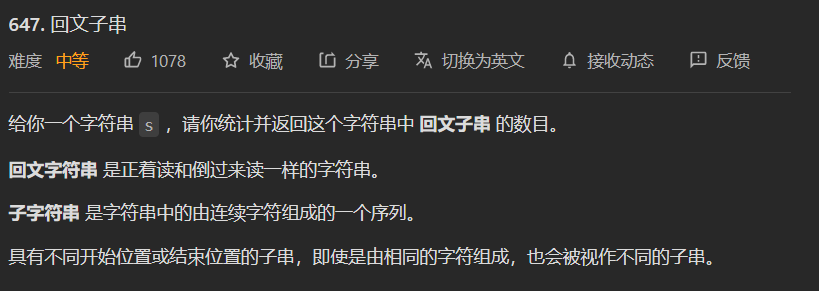 647. 回文子串
难度 中等 1078 收藏 分享 切换为英文 接收动态 反馈
给你一个字符串 s ，请你统计并返回这个字符串中 回文子串 的数目。
回文字符串 是正着读和倒过来读一样的字符串。
子字符串 是字符串中的由连续字符组成的一个序列。
具有不同开始位置或结束位置的子串，即使是由相同的字符组成，也会被视作不同的子串。